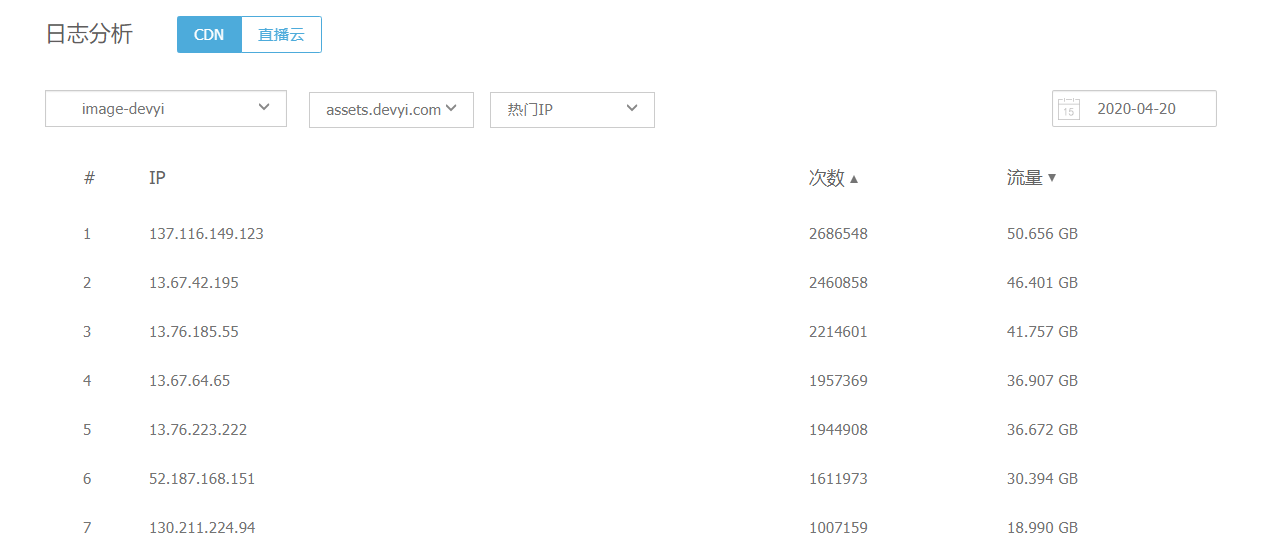 日志分析 CDN 直播云
image-devyi assets.devyi.com 热门IP 15 2020-04-20
# IP 次数▲ 流量▼
1 137.116.149.123 2686548 50.656 GB
2 13.67.42.195 2460858 46.401 GB
3 13.76.185.55 2214601 41.757 GB
4 13.67.64.65 1957369 36.907 GB
5 13.76.223.222 1944908 36.672 GB
6 52.187.168.151 1611973 30.394 GB
7 130.211.224.94 1007159 18.990 GB